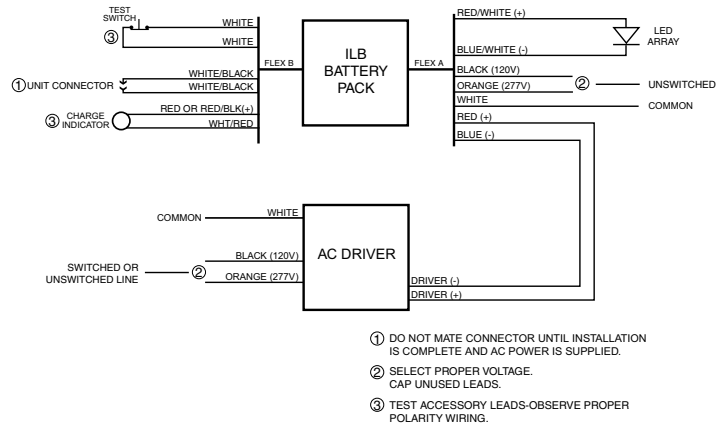 TEST
SWITCH
③
WHITE
WHITE
① UNIT CONNECTOR
WHITE/BLACK
WHITE/BLACK
③ CHARGE
INDICATOR
RED OR RED/BLK(+)
WHT/RED
FLEX B
ILB
BATTERY
PACK
FLEX A
RED/WHITE (+)
LED
ARRAY
BLUE/WHITE (-)
BLACK (120V)
② UNSWITCHED
ORANGE (277V)
WHITE
COMMON
RED (+)
BLUE (-)
COMMON
WHITE
AC DRIVER
BLACK (120V)
SWITCHED OR
UNSWITCHED LINE
②
ORANGE (277V)
DRIVER (-)
DRIVER (+)
① DO NOT MATE CONNECTOR UNTIL INSTALLATION
IS COMPLETE AND AC POWER IS SUPPLIED.
② SELECT PROPER VOLTAGE.
CAP UNUSED LEADS.
③ TEST ACCESSORY LEADS-OBSERVE PROPER
POLARITY WIRING.